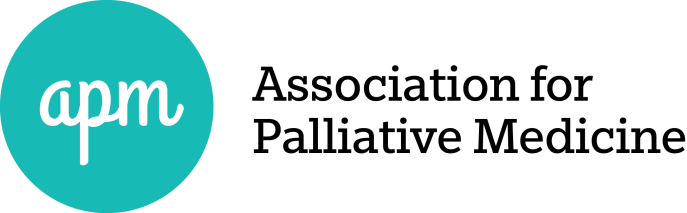 apm
Association for
Palliative Medicine